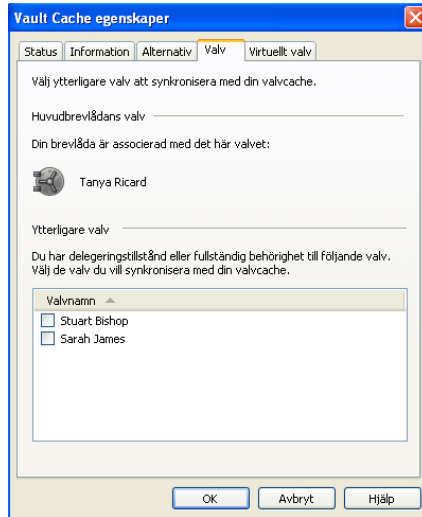 Vault Cache egenskaper
Status Information Alternativ Valv Virtuellt valv
Välj ytterligare valv att synkronisera med din valvcache.
Huvudbrevlådans valv
Din brevlåda är associerad med det här valvet:
Tanya Ricard
Ytterligare valv
Du har delegeringstillstånd eller fullständig behörighet till följande valv.
Välj de valv du vill synkronisera med din valvcache.
Valvnamn
Stuart Bishop
Sarah James
OK Avbryt Hjälp